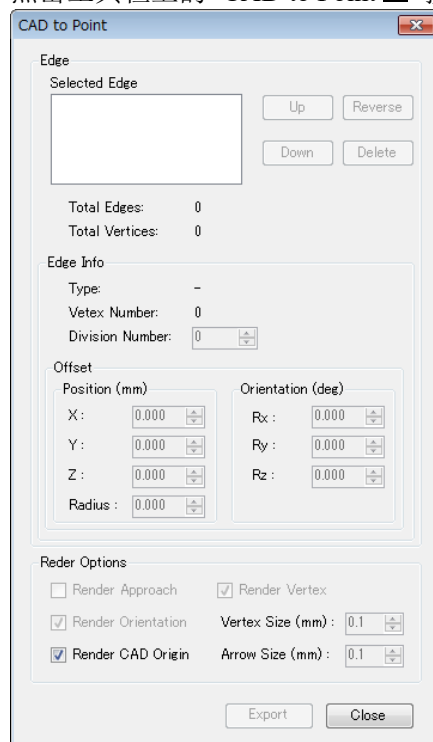 CAD to Point
Edge
Selected Edge
Up Reverse
Down Delete
Total Edges: 0
Total Vertices: 0
Edge Info
Type: -
Vetex Number: 0
Division Number: 0
Offset
Position (mm) Orientation (deg)
X : 0.000 Rx : 0.000
Y : 0.000 Ry : 0.000
Z : 0.000 Rz : 0.000
Radius : 0.000
Reder Options
Render Approach Render Vertex
Render Orientation Vertex Size (mm) : 0.1
Render CAD Origin Arrow Size (mm) : 0.1
Export Close